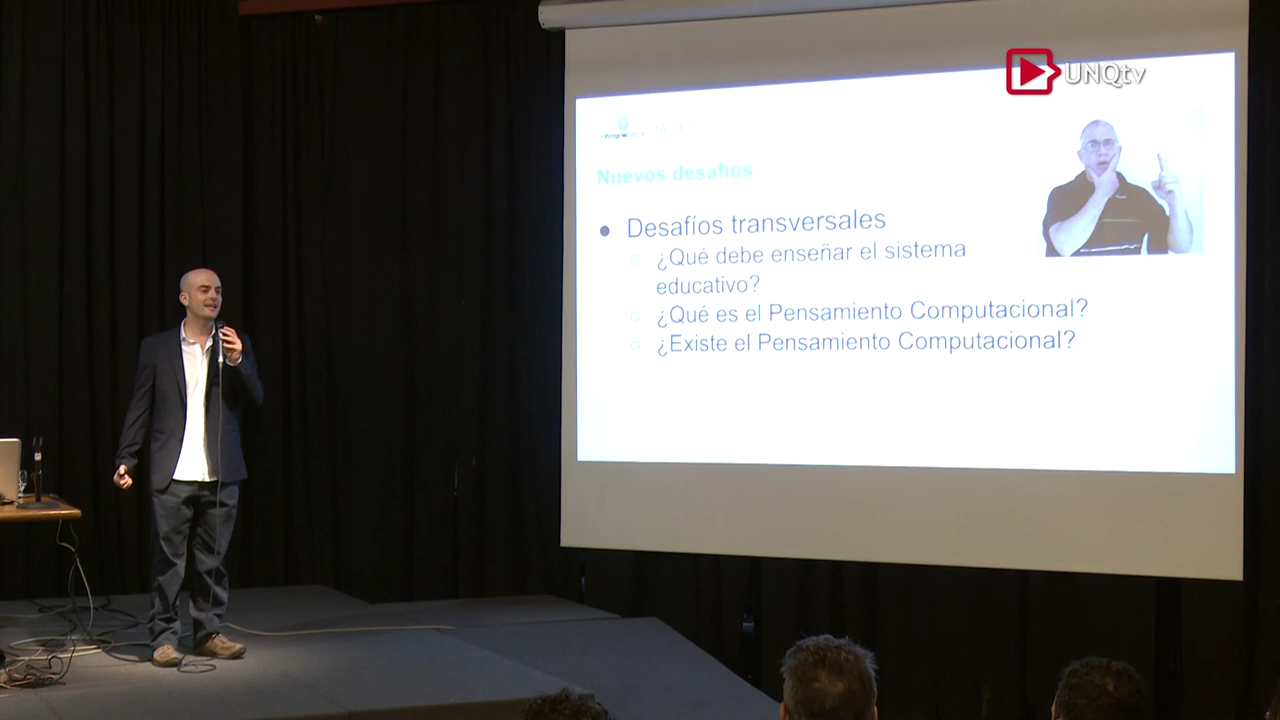 UNQtv
Nuevos desafíos
Desafíos transversales
¿Qué debe enseñar el sistema
educativo?
¿Qué es el Pensamiento Computacional?
¿Existe el Pensamiento Computacional?